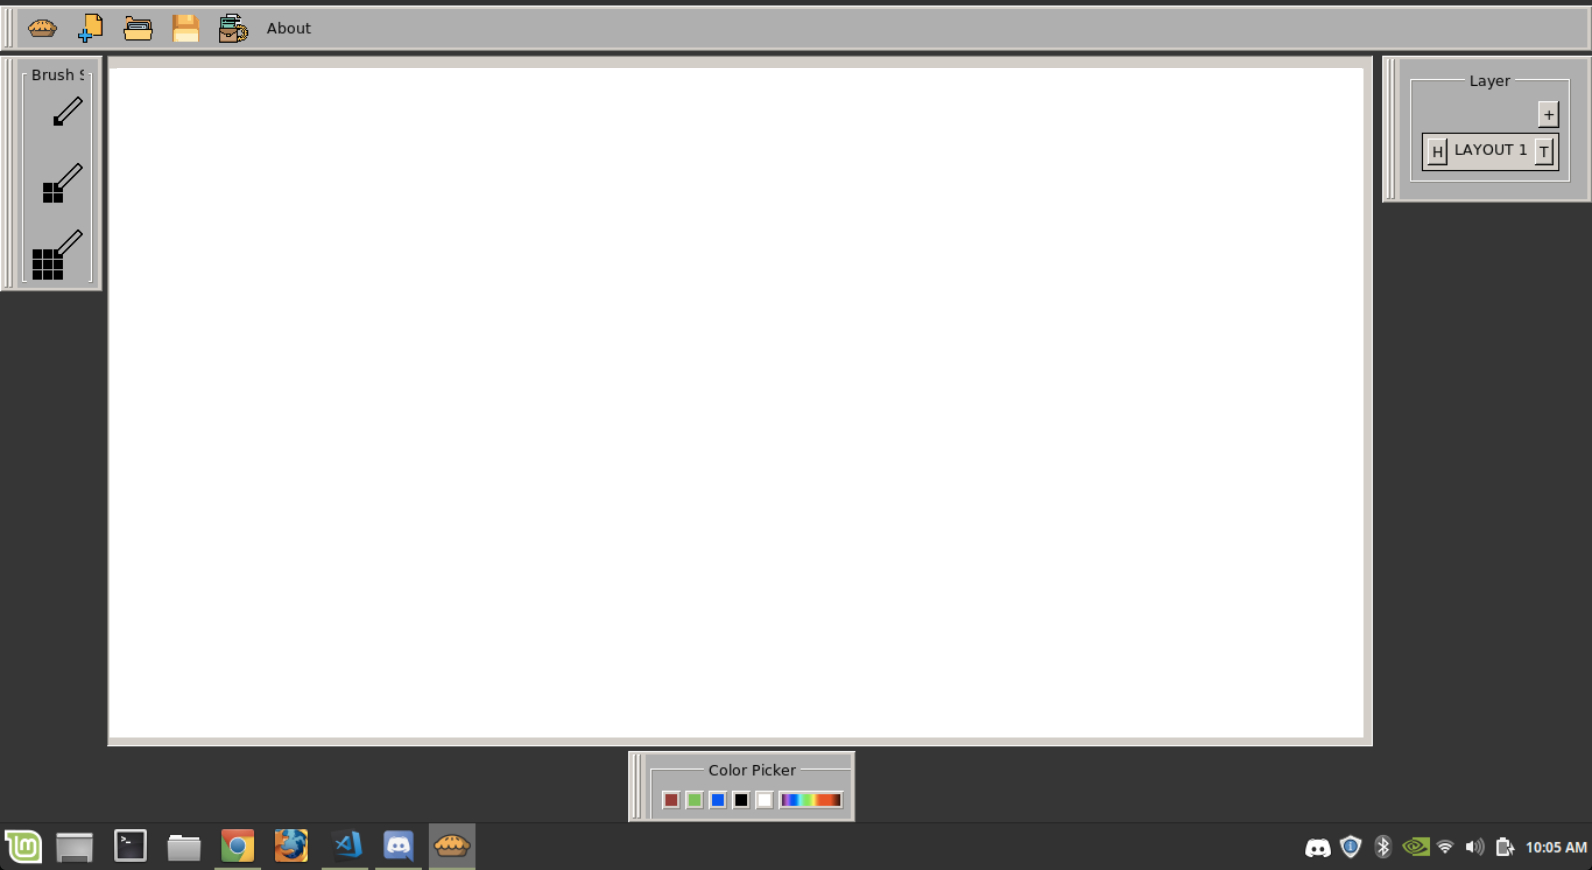 About
Brush S
Layer
+
H LAYOUT 1 T
Color Picker
10:05 AM